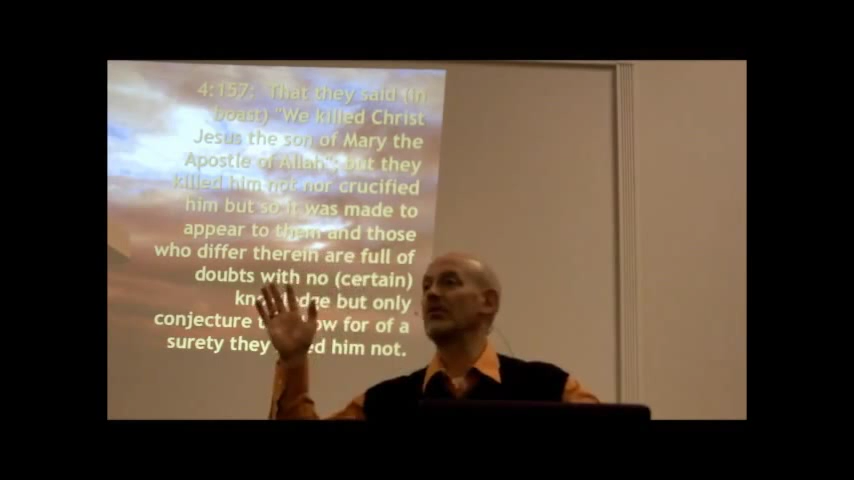 4:157: That they said (in
boast) "We killed Christ
Jesus the son of Mary the
Apostle of Allah"; but they
killed him not nor crucified
him but so it was made to
appear to them and those
who differ therein are full of
doubts with no (certain)
but only
conjecture for of a
surety they him not.